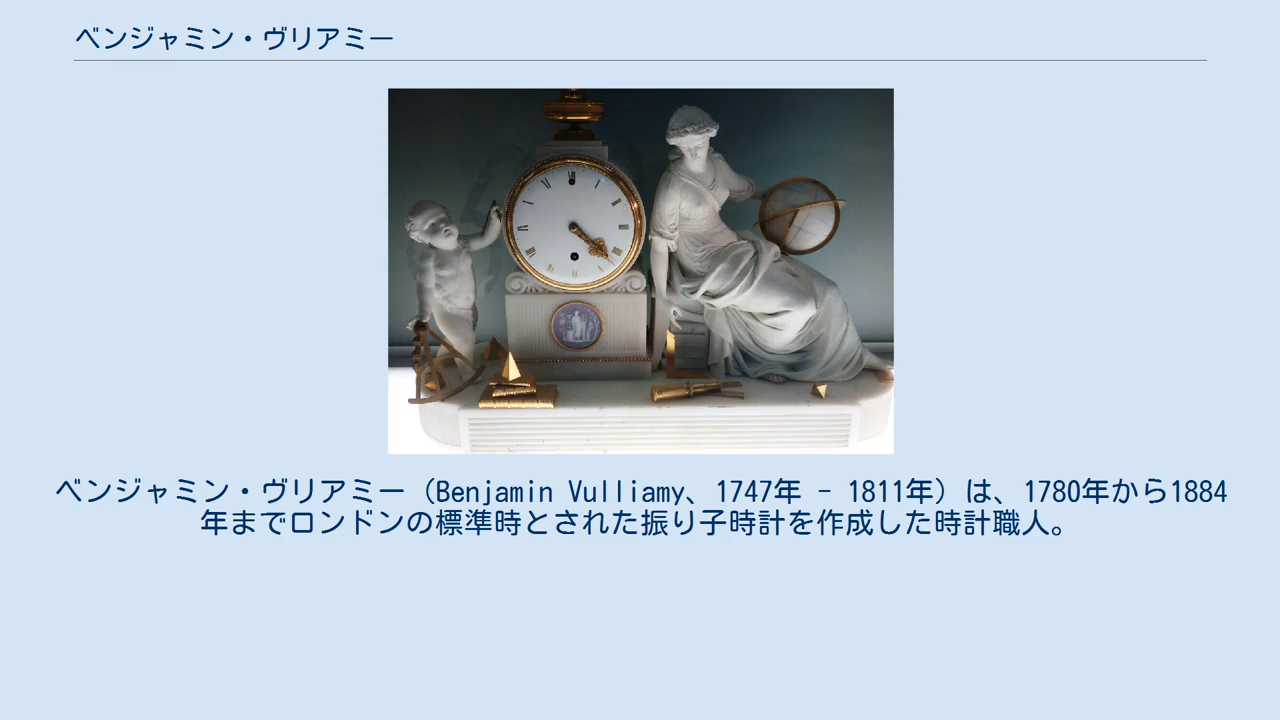 ベンジャミン・ヴリアミー
ベンジャミン・ヴリアミー（Benjamin Vulliamy、1747年 - 1811年）は、1780年から1884
年までロンドンの標準時とされた振り子時計を作成した時計職人。